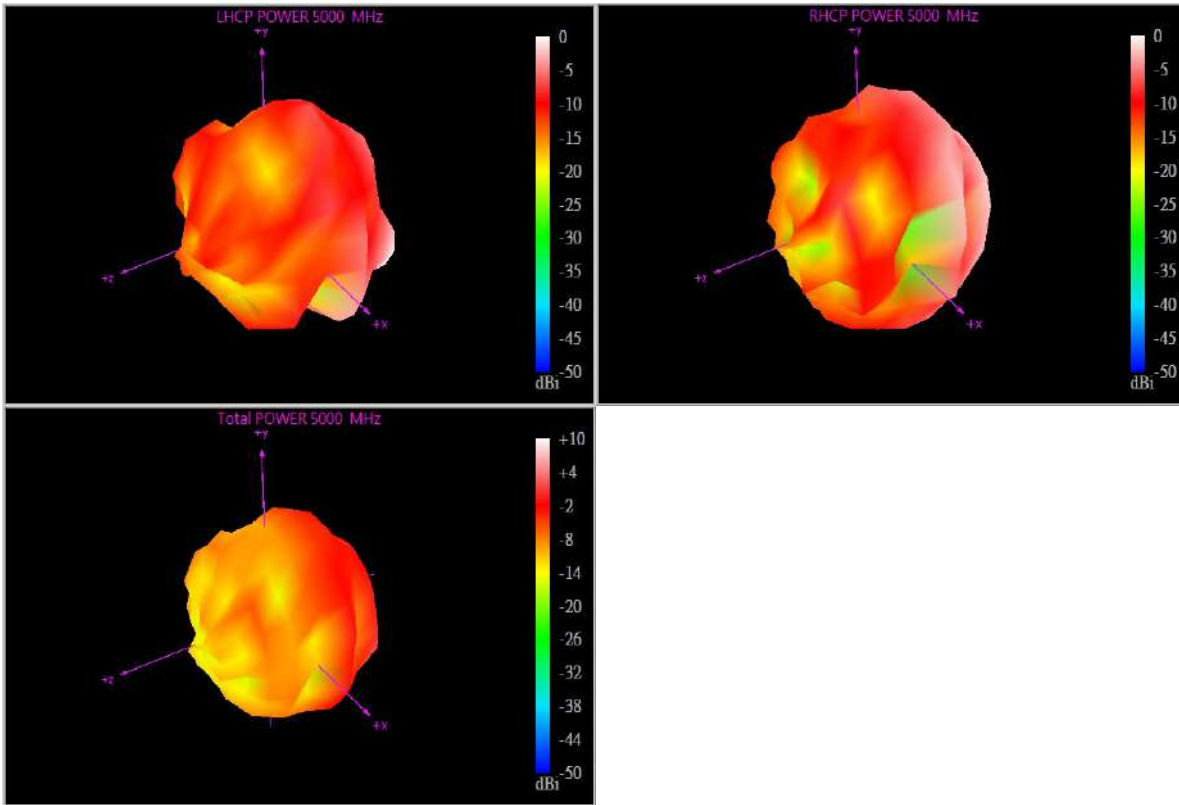 LHCP POWER 5000 MHz
+y
+z
+x
0
-5
-10
-15
-20
-25
-30
-35
-40
-45
-50
dBi
RHCP POWER 5000 MHz
+y
+z
+x
0
-5
-10
-15
-20
-25
-30
-35
-40
-45
-50
dBi
Total POWER 5000 MHz
+y
+z
+x
+10
+4
-2
-8
-14
-20
-26
-32
-38
-44
-50
dBi